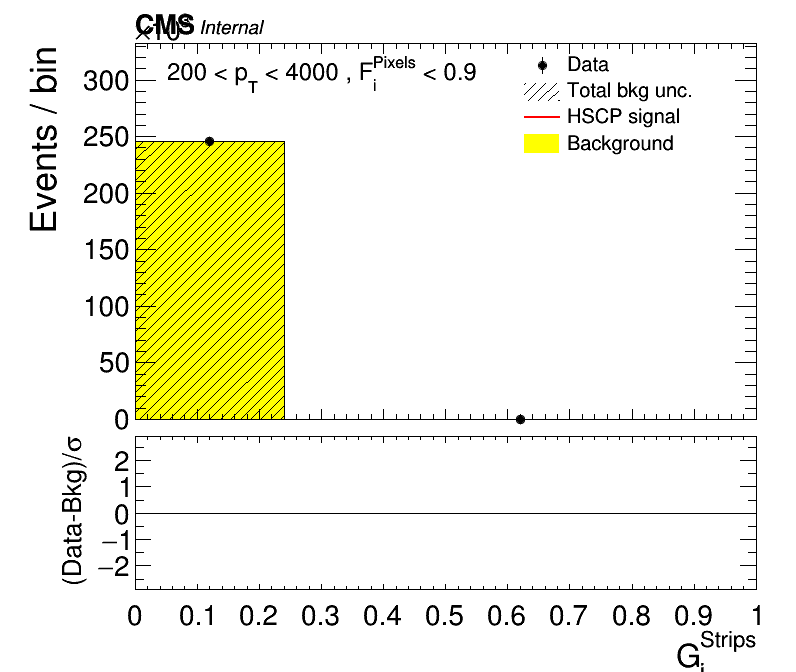 CMS Internal
200 < p_T < 4000 , F_i^Pixels < 0.9
Data
Total bkg unc.
HSCP signal
Background
Events / bin
300
250
200
150
100
50
0
(Data-Bkg)/σ
2
1
0
−1
−2
0 0.1 0.2 0.3 0.4 0.5 0.6 0.7 0.8 0.9 1
G_i^Strips